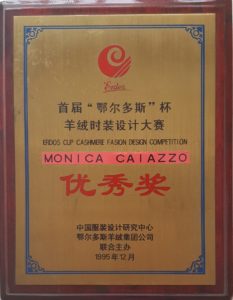 Erdos
首届“鄂尔多斯”杯
羊绒时装设计大赛
ERDOS CUP CASHMERE FASION DESIGN COMPETITION
MONICA CAIAZZO
优秀奖
中国服装设计研究中心
鄂尔多斯羊绒集团公司
联合主办
1995年12月